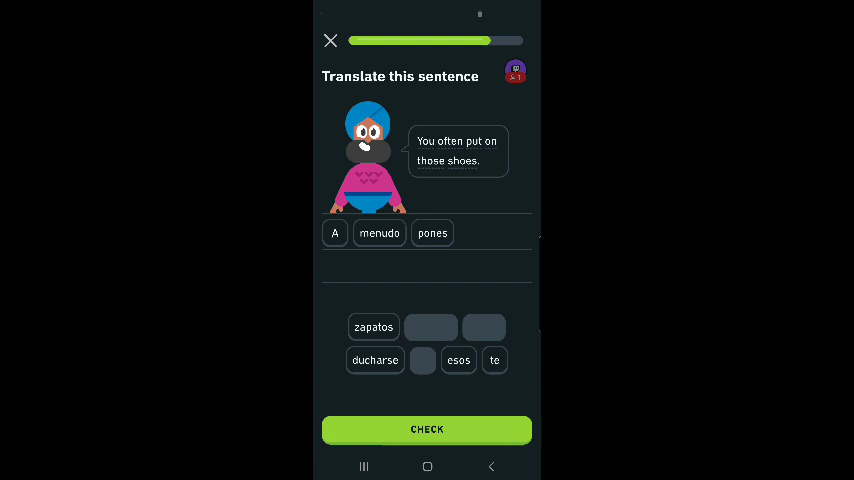 Translate this sentence
You often put on
those shoes.
A menudo pones
zapatos
ducharse esos te
CHECK